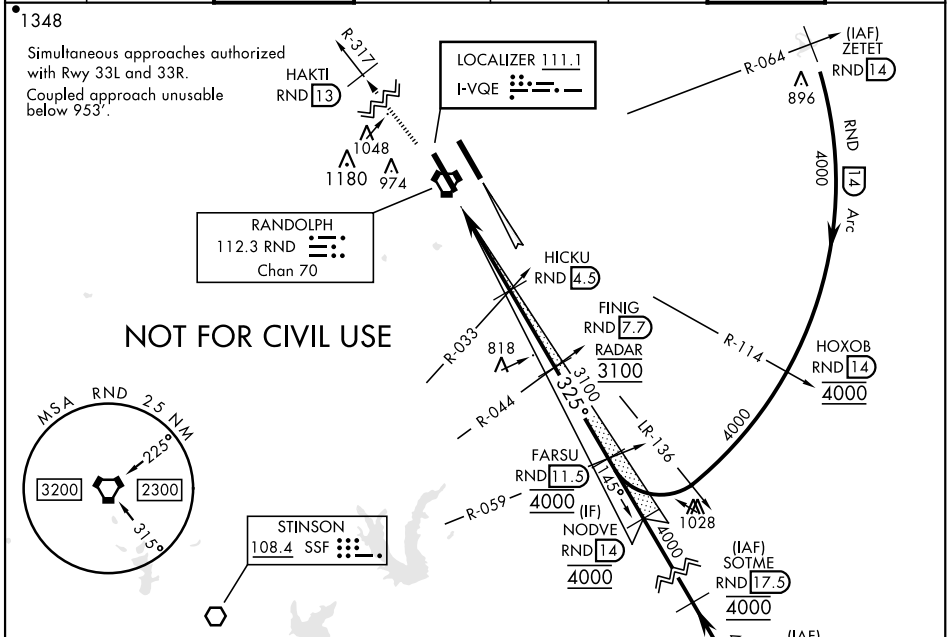 1348
Simultaneous approaches authorized
with Rwy 33L and 33R.
Coupled approach unusable
below 953'.
R-317
HAKTI
RND 13
LOCALIZER 111.1
I-VQE
R-064
(IAF)
ZETET
RND 14
896
1048
1180
974
RND
14
Arc
4000
RANDOLPH
112.3 RND
Chan 70
HICKU
RND 4.5
FINIG
RND 7.7
RADAR
3100
NOT FOR CIVIL USE
R-033
818
3100
325°
R-114
HOXOB
RND 14
4000
R-044
4000
LR-136
MSA RND 25 NM
225°
3200
2300
315°
FARSU
RND 11.5
4000
145°
R-059
1028
(IF)
NODVE
RND 14
4000
4000
STINSON
108.4 SSF
(IAF)
SOTME
RND 17.5
4000
(IAF)